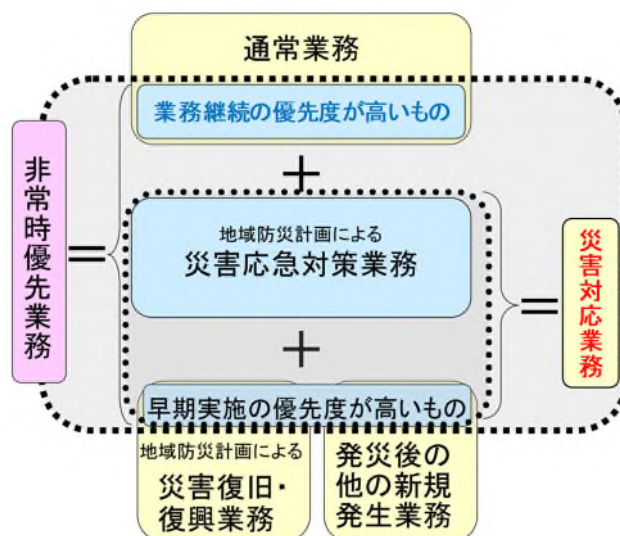 通常業務
業務継続の優先度が高いもの
+
非常時優先業務
=
地域防災計画による
災害応急対策業務
=
災害対応業務
+
早期実施の優先度が高いもの
地域防災計画による
災害復旧・
復興業務
発災後の
他の新規
発生業務